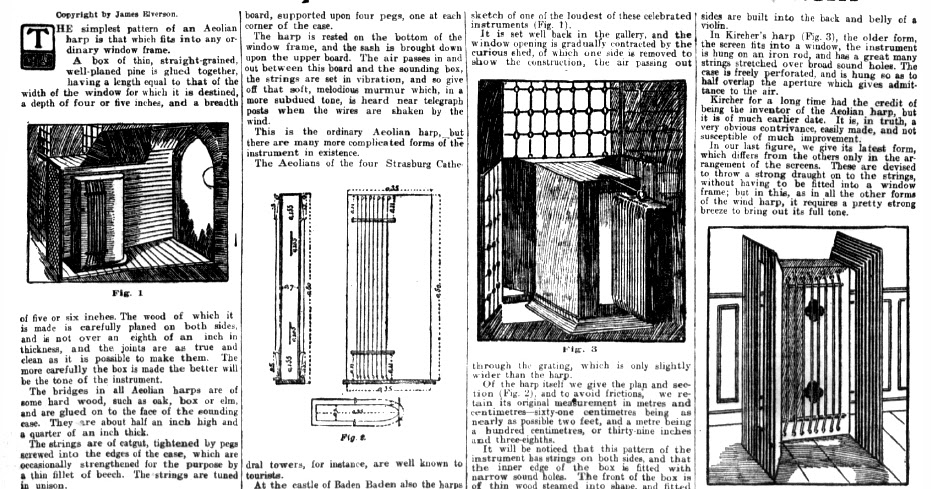 Copyright by James Elverson.
THE simplest pattern of an Aeolian
harp is that which fits into any or-
dinary window frame.
A box of thin, straight-grained,
well-planed pine is glued together,
having a length equal to that of the
width of the window for which it is destined,
a depth of four or five inches, and a breadth
Fig. 1
of five or six inches. The wood of which it
is made is carefully planed on both sides,
and is not over an eighth of an inch in
thickness, and the joints are as true and
clean as it is possible to make them. The
more carefully the box is made the better will
be the tone of the instrument.
The bridges in all Aeolian harps are of
some hard wood, such as oak, box or elm,
and are glued on to the face of the sounding
case. They are about half an inch high and
a quarter of an inch thick.
The strings are of catgut, tightened by pegs
screwed into the edges of the case, which are
occasionally strengthened for the purpose by
a thin fillet of beech. The strings are tuned
in unison.
board, supported upon four pegs, one at each
corner of the case.
The harp is rested on the bottom of the
window frame, and the sash is brought down
upon the upper board. The air passes in and
out between this board and the sounding box,
the strings are set in vibration, and so give
off that soft, melodious murmur which, in a
more subdued tone, is heard near telegraph
posts when the wires are shaken by the
wind.
This is the ordinary Aeolian harp, but
there are many more complicated forms of the
instrument in existence.
The Aeolians of the four Strasburg Cathe-
Fig. 2.
dral towers, for instance, are well known to
tourists.
At the castle of Baden Baden also the harps
sketch of one of the loudest of these celebrated
instruments (Fig. 1).
It is set well back in the gallery, and the
window opening is gradually contracted by the
curious shed, of which one side is removed to
show the construction, the air passing out
Fig. 3
through the grating, which is only slightly
wider than the harp.
Of the harp itself we give the plan and sec-
tion (Fig. 2), and to avoid frictions, we re-
tain its original measurement in metres and
centimetres—sixty-one centimetres being as
nearly as possible two feet, and a metre being
a hundred centimetres, or thirty-nine inches
and three-eighths.
It will be noticed that this pattern of the
instrument has strings on both sides, and that
the inner edge of the box is fitted with
narrow sound holes. The front of the box is
of thin wood steamed into shape, and fitted
sides are built into the back and belly of a
violin.
In Kircher's harp (Fig. 3), the older form,
the screen fits into a window, the instrument
is hung on an iron rod, and has a great many
strings stretched over broad sound holes. The
case is freely perforated, and is hung so as to
half overlap the aperture which gives admit-
tance to the air.
Kircher for a long time had the credit of
being the inventor of the Aeolian harp, but
it is of much earlier date. It is, in truth, a
very obvious contrivance, easily made, and not
susceptible of much improvement.
In our last figure, we give its latest form,
which differs from the others only in the ar-
rangement of the screens. These are devised
to throw a strong draught on to the strings,
without having to be fitted into a window
frame; but in this, as in all the other forms
of the wind harp, it requires a pretty strong
breeze to bring out its full tone.